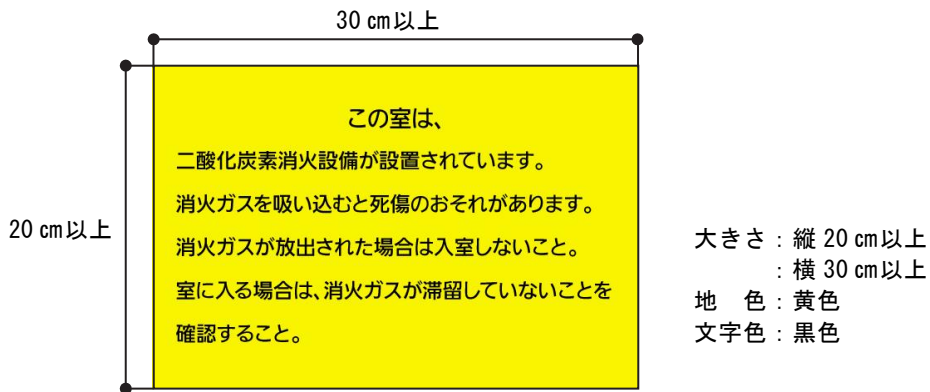 30 ㎝以上
20 ㎝以上
この室は、
二酸化炭素消火設備が設置されています。
消火ガスを吸い込むと死傷のおそれがあります。
消火ガスが放出された場合は入室しないこと。
室に入る場合は、消火ガスが滞留していないことを
確認すること。
大きさ：縦 20 ㎝以上
：横 30 ㎝以上
地　色：黄色
文字色：黒色